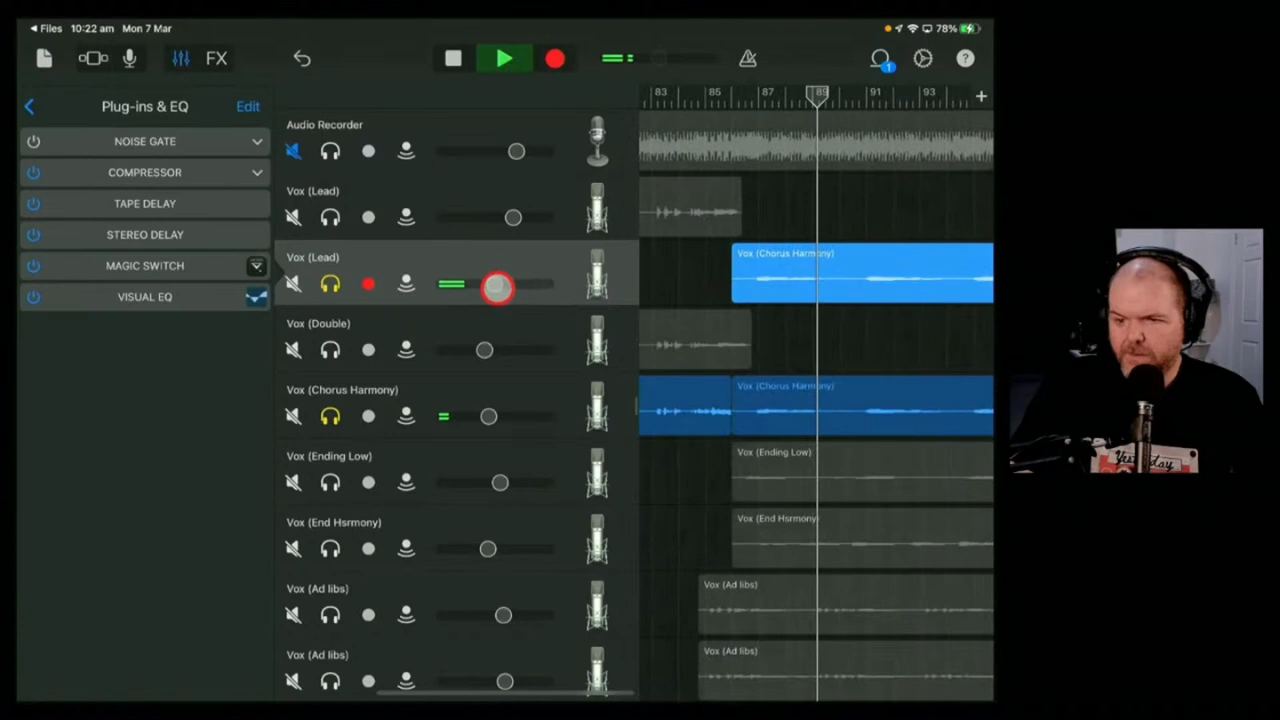 Files 10:22 am Mon 7 Mar 78%
FX
1
Plug-ins & EQ Edit
83 85 87 89 91 93
NOISE GATE
COMPRESSOR
TAPE DELAY
STEREO DELAY
MAGIC SWITCH
VISUAL EQ
Audio Recorder
Vox (Lead)
Vox (Lead)
Vox (Chorus Harmony)
Vox (Double)
Vox (Chorus Harmony)
Vox (Chorus Harmony)
Vox (Ending Low)
Vox (Ending Low)
Vox (End Hsrmony)
Vox (End Hsrmony)
Vox (Ad libs)
Vox (Ad libs)
Vox (Ad libs)
Vox (Ad libs)
Yesterday